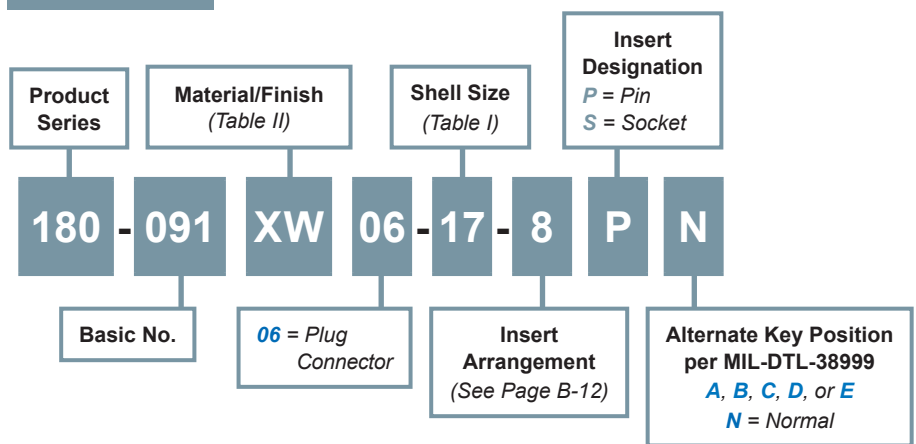 Product
Series
Material/Finish
(Table II)
Shell Size
(Table I)
Insert
Designation
P = Pin
S = Socket
180 - 091 XW 06 - 17 - 8 P N
Basic No.
06 = Plug
Connector
Insert
Arrangement
(See Page B-12)
Alternate Key Position
per MIL-DTL-38999
A, B, C, D, or E
N = Normal